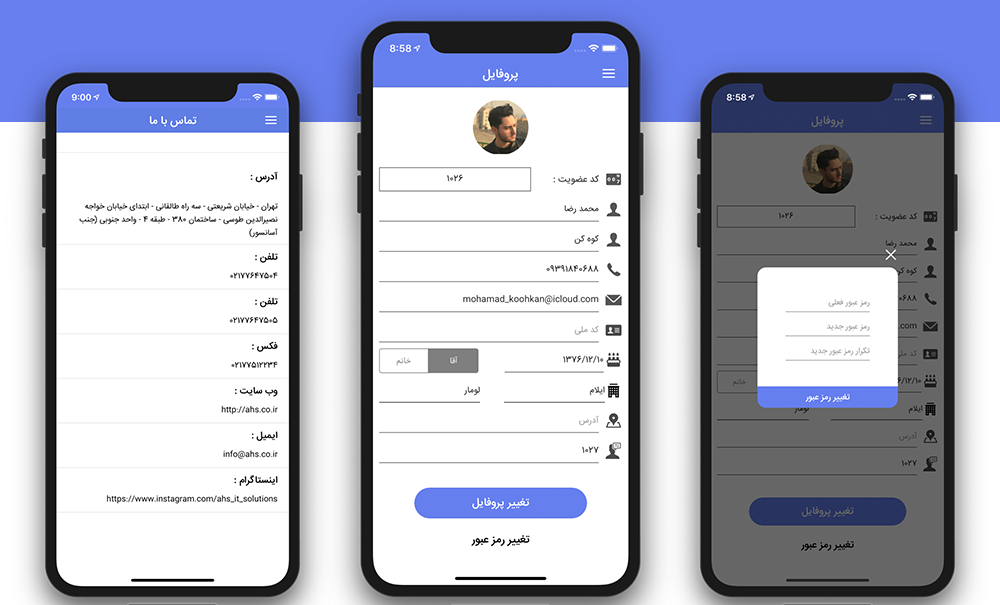 9:00
تماس با ما
آدرس :
تهران - خیابان شریعتی - سه راه طالقانی - ابتدای خیابان خواجه
نصیرالدین طوسی - ساختمان ۳۸۰ - طبقه ۴ - واحد جنوبی (جنب
آسانسور)
تلفن :
۰۲۱۷۷۶۴۷۵۰۴
تلفن :
۰۲۱۷۷۶۴۷۵۰۵
فکس :
۰۲۱۷۷۵۱۲۲۳۴
وب سایت :
http://ahs.co.ir
ایمیل :
info@ahs.co.ir
اینستاگرام :
https://www.instagram.com/ahs_it_solutions
8:58
پروفایل
کد عضویت : ۱۰۲۶
محمد رضا
کوه کن
۰۹۳۹۱۸۴۰۶۸۸
mohamad_koohkan@icloud.com
کد ملی
۱۳۷۶/۱۲/۱۰ آقا خانم
ایلام لومار
آدرس
۱۰۲۷
تغییر پروفایل
تغییر رمز عبور
8:58
پروفایل
کد عضویت : ۱۰۲۶
محمد رضا
کوه کن
رمز عبور فعلی
۰۶۸۸
رمز عبور جدید
.com
تکرار رمز عبور جدید
کد ملی
۶/۱۲/۱۰ خانم
تغییر رمز عبور
ایلام لومار
آدرس
۱۰۲۷
تغییر پروفایل
تغییر رمز عبور